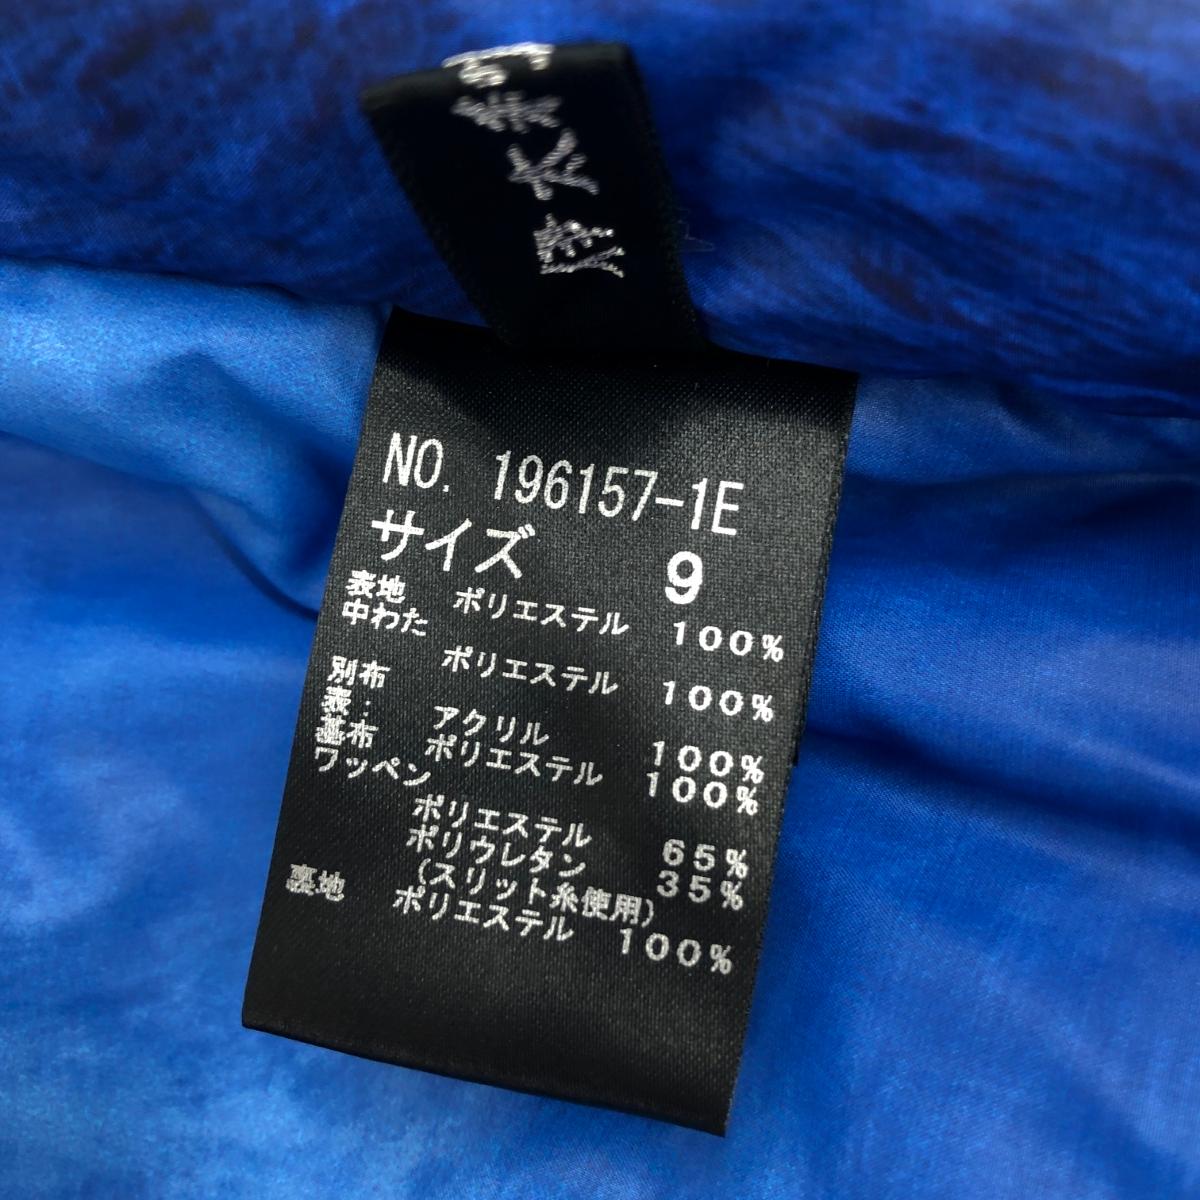 NO. 196157-1E
サイズ 9
表地 ポリエステル 100%
中わた
ポリエステル 100%
別布
表: アクリル 100%
基布 ポリエステル 100%
ワッペン
ポリエステル 65%
ポリウレタン 35%
(スリット糸使用)
裏地 ポリエステル 100%